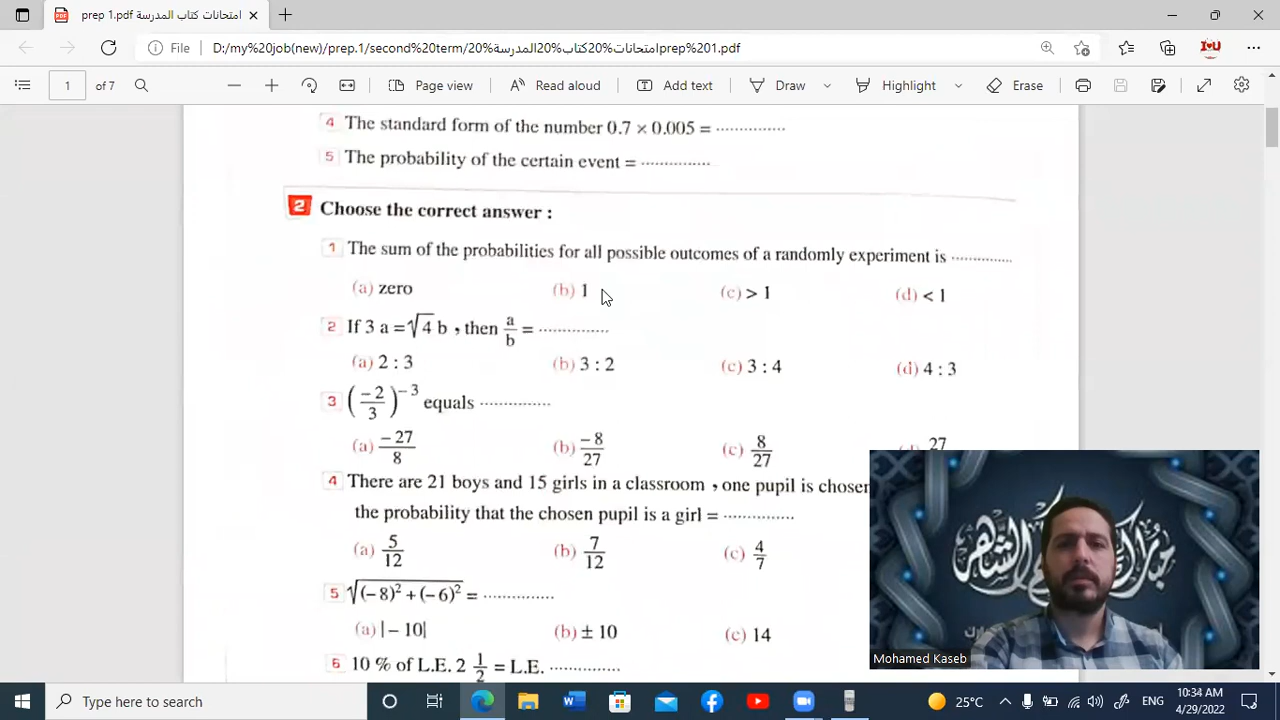 امتحانات كتاب المدرسة prep 1.pdf
File
D:/my%20job(new)/prep.1/second%20term/20%امتحانات%20كتاب%20المدرسةprep%201.pdf
1 of 7
Page view
Read aloud
Add text
Draw
Highlight
Erase
4 The standard form of the number 0.7 × 0.005 = ..............
5 The probability of the certain event = ..............
2 Choose the correct answer :
1 The sum of the probabilities for all possible outcomes of a randomly experiment is ..............
(a) zero (b) 1 (c) > 1 (d) < 1
2 If 3 a = √4 b , then a/b = ..............
(a) 2 : 3 (b) 3 : 2 (c) 3 : 4 (d) 4 : 3
3 (-2/3)^-3 equals ..............
(a) -27/8 (b) -8/27 (c) 8/27 27
4 There are 21 boys and 15 girls in a classroom , one pupil is chosen
the probability that the chosen pupil is a girl = ..............
(a) 5/12 (b) 7/12 (c) 4/7
5 √(-8)² + (-6)² = ..............
(a) |- 10| (b) ± 10 (c) 14
6 10 % of L.E. 2 1/2 = L.E. ..............
Mohamed Kaseb
Type here to search
25°C
ENG
10:34 AM
4/29/2022